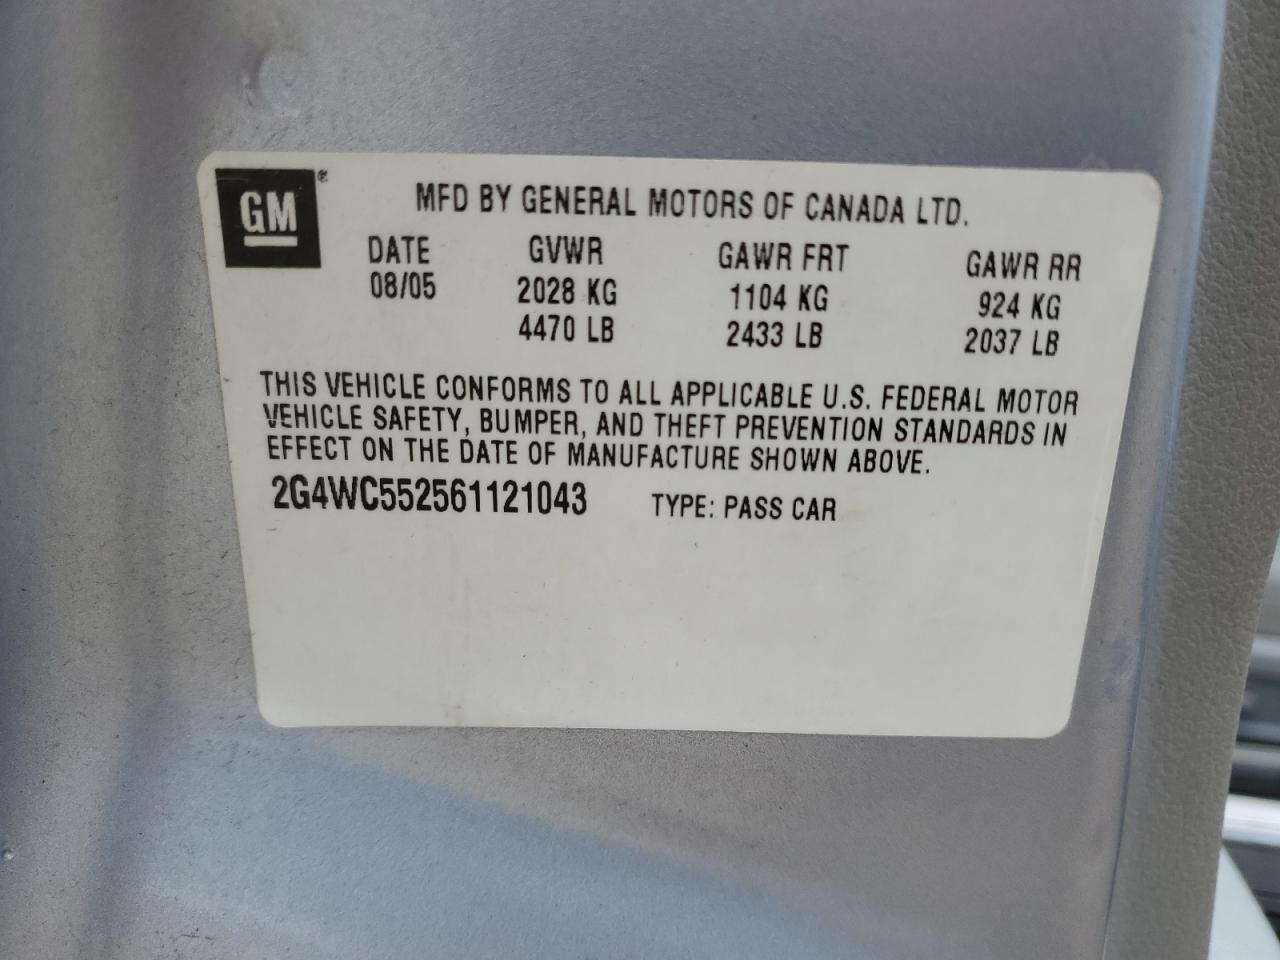 GM®
MFD BY GENERAL MOTORS OF CANADA LTD.
DATE GVWR GAWR FRT GAWR RR
08/05 2028 KG 1104 KG 924 KG
4470 LB 2433 LB 2037 LB
THIS VEHICLE CONFORMS TO ALL APPLICABLE U.S. FEDERAL MOTOR
VEHICLE SAFETY, BUMPER, AND THEFT PREVENTION STANDARDS IN
EFFECT ON THE DATE OF MANUFACTURE SHOWN ABOVE.
2G4WC552561121043 TYPE: PASS CAR